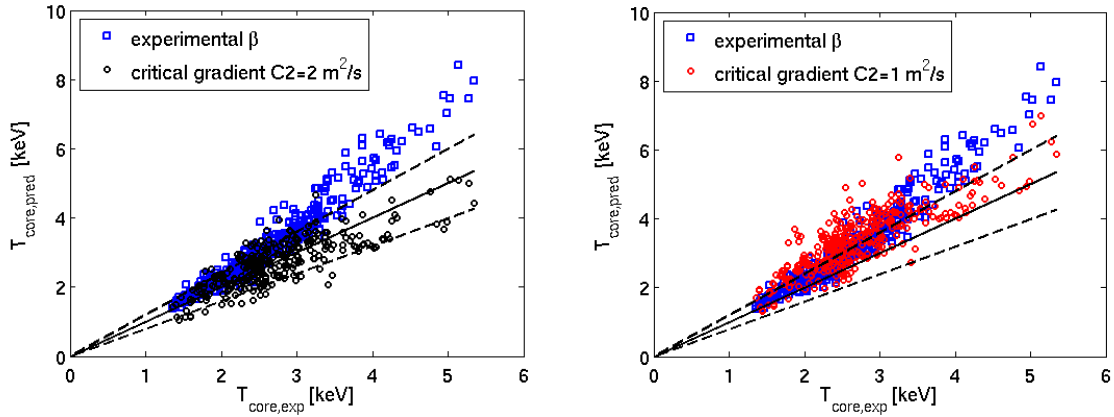 10
8
6
4
2
0
T_core,pred [keV]
experimental β
critical gradient C2=2 m²/s
0 1 2 3 4 5 6
T_core,exp [keV]
10
8
6
4
2
0
T_core,pred [keV]
experimental β
critical gradient C2=1 m²/s
0 1 2 3 4 5 6
T_core,exp [keV]